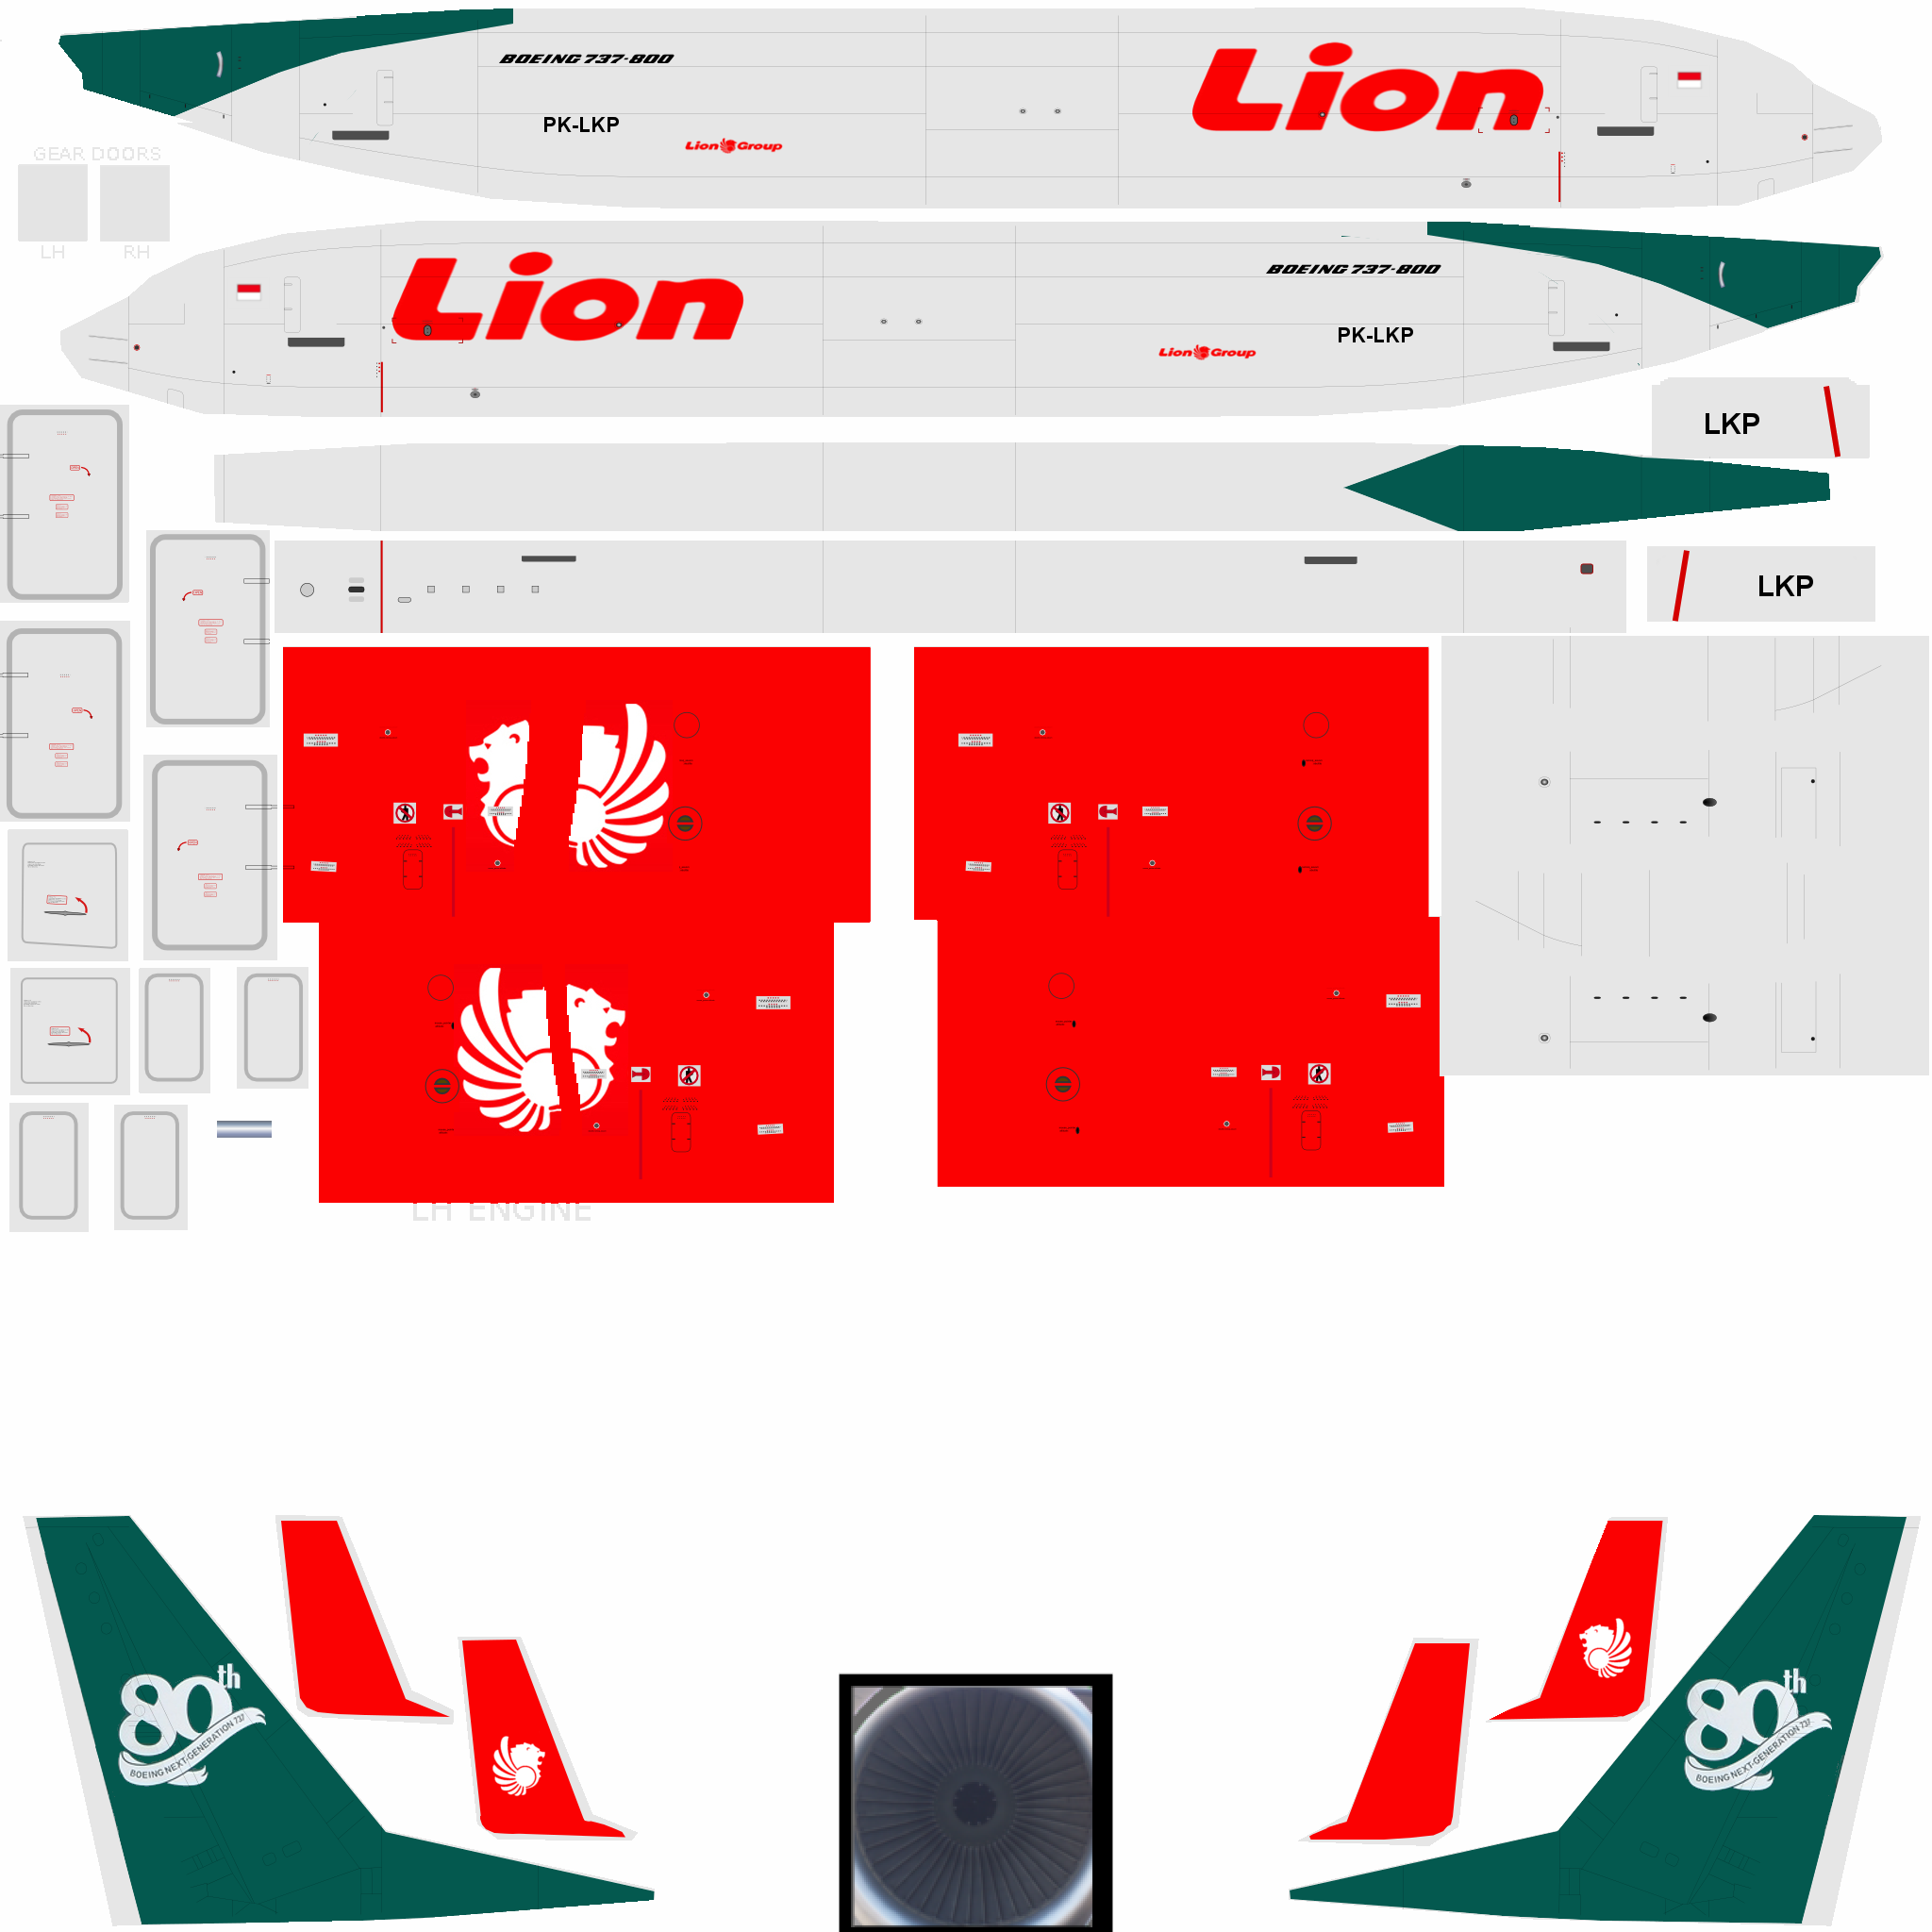 BOEING 737-800
Lion
PK-LKP
Lion Group
GEAR DOORS
LH
RH
Lion
BOEING 737-800
PK-LKP
Lion Group
LKP
LKP
LH ENGINE
80th
BOEING NEXT-GENERATION 737
80th
BOEING NEXT-GENERATION 737